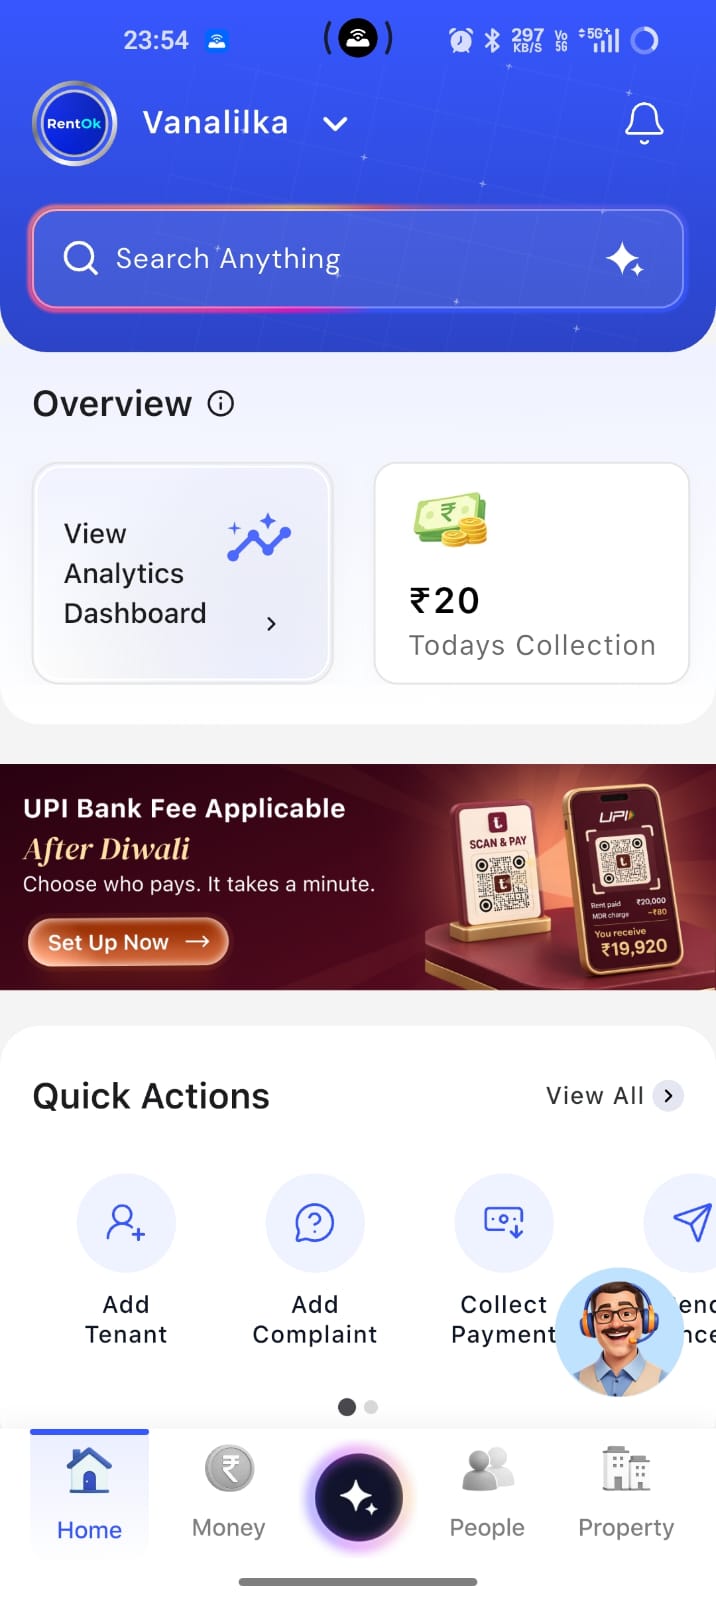 23:54
297 KB/S
Vo 5G
5G+
RentOk
Vanalilka
Search Anything
Overview
View
Analytics
Dashboard
₹20
Todays Collection
UPI Bank Fee Applicable
After Diwali
Choose who pays. It takes a minute.
Set Up Now →
SCAN & PAY
UPI
Rent paid ₹20,000
MDR charge -₹80
You receive
₹19,920
Quick Actions
View All
Add
Tenant
Add
Complaint
Collect
Payment
Home
Money
People
Property